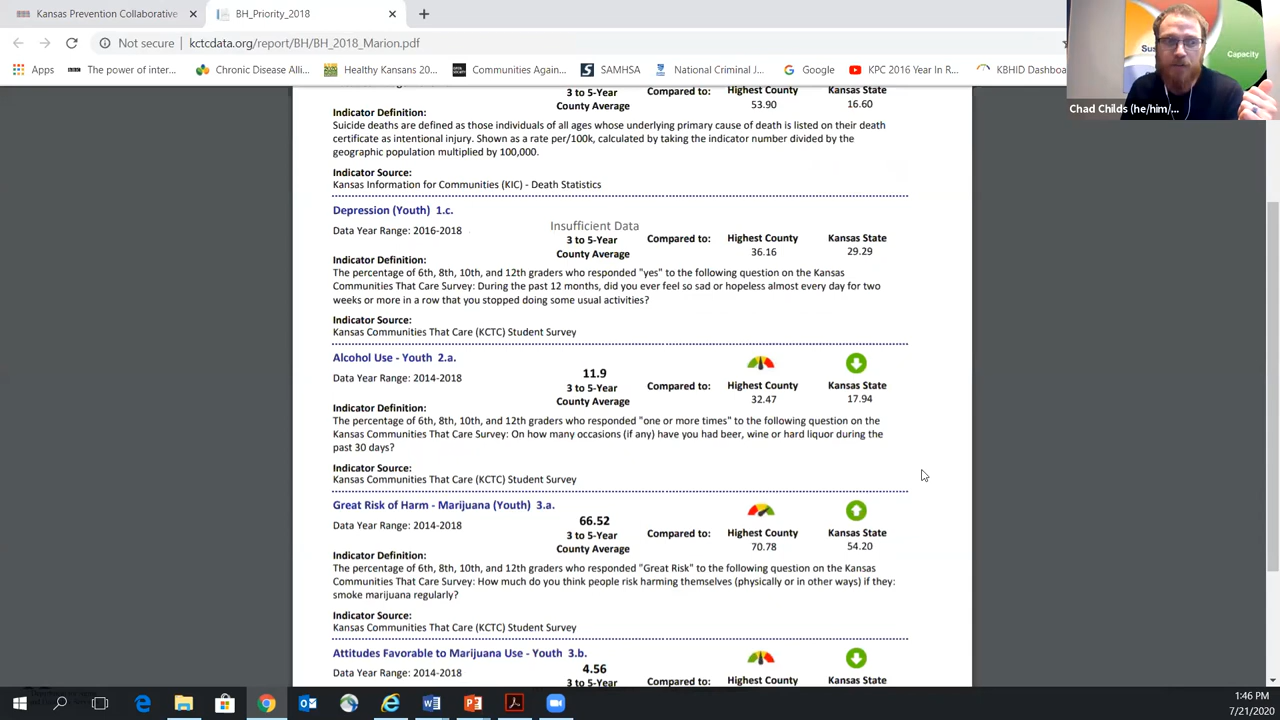 Kansas Prevention Collaborative
BH_Priority_2018
Not secure
kctcdata.org/report/BH/BH_2018_Marion.pdf
Apps
The power of inter...
Chronic Disease Alli...
Healthy Kansans 20...
Communities Again...
SAMHSA
National Criminal J...
Google
KPC 2016 Year In R...
KBHID Dashboa
Capacity
Chad Childs (he/him/...
3 to 5-Year
County Average
Compared to:
Highest County
53.90
Kansas State
16.60
Indicator Definition:
Suicide deaths are defined as those individuals of all ages whose underlying primary cause of death is listed on their death
certificate as intentional injury. Shown as a rate per/100k, calculated by taking the indicator number divided by the
geographic population multiplied by 100,000.
Indicator Source:
Kansas Information for Communities (KIC) - Death Statistics
Depression (Youth) 1.c.
Data Year Range: 2016-2018
Insufficient Data
3 to 5-Year
County Average
Compared to:
Highest County
36.16
Kansas State
29.29
Indicator Definition:
The percentage of 6th, 8th, 10th, and 12th graders who responded "yes" to the following question on the Kansas
Communities That Care Survey: During the past 12 months, did you ever feel so sad or hopeless almost every day for two
weeks or more in a row that you stopped doing some usual activities?
Indicator Source:
Kansas Communities That Care (KCTC) Student Survey
Alcohol Use - Youth 2.a.
Data Year Range: 2014-2018
11.9
3 to 5-Year
County Average
Compared to:
Highest County
32.47
Kansas State
17.94
Indicator Definition:
The percentage of 6th, 8th, 10th, and 12th graders who responded "one or more times" to the following question on the
Kansas Communities That Care Survey: On how many occasions (if any) have you had beer, wine or hard liquor during the
past 30 days?
Indicator Source:
Kansas Communities That Care (KCTC) Student Survey
Great Risk of Harm - Marijuana (Youth) 3.a.
Data Year Range: 2014-2018
66.52
3 to 5-Year
County Average
Compared to:
Highest County
70.78
Kansas State
54.20
Indicator Definition:
The percentage of 6th, 8th, 10th, and 12th graders who responded "Great Risk" to the following question on the Kansas
Communities That Care Survey: How much do you think people risk harming themselves (physically or in other ways) if they:
smoke marijuana regularly?
Indicator Source:
Kansas Communities That Care (KCTC) Student Survey
Attitudes Favorable to Marijuana Use - Youth 3.b.
Data Year Range: 2014-2018
4.56
3 to 5-Year
Compared to:
Highest County
Kansas State
1:46 PM
7/21/2020